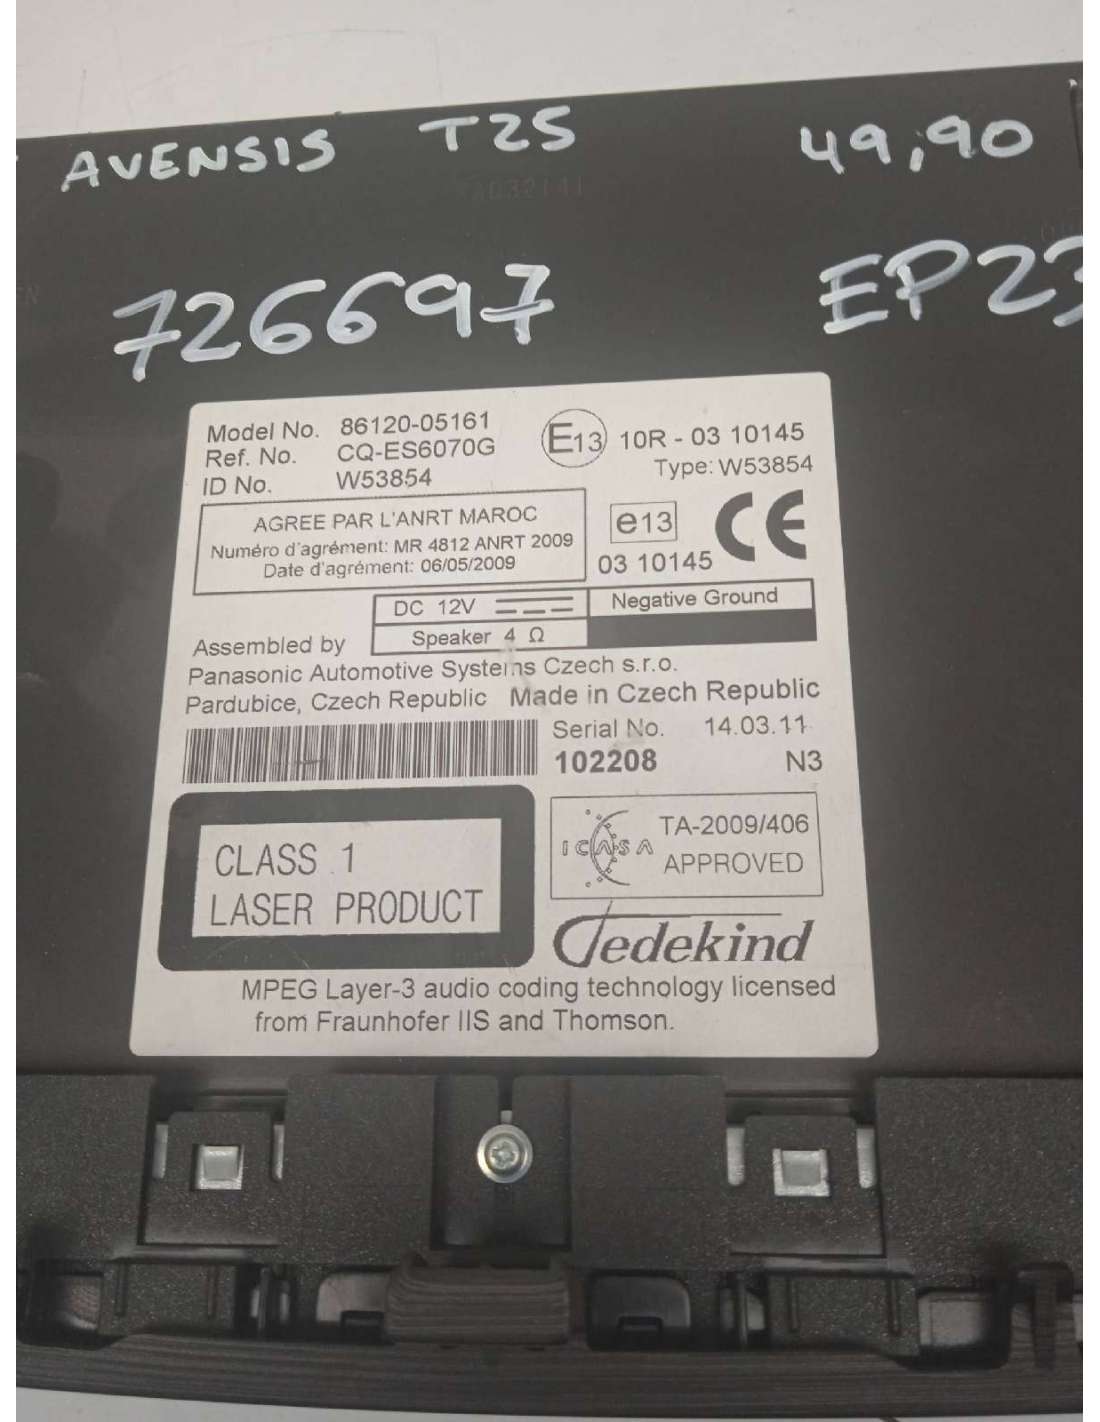 AVENSIS T25 49,90
726697 EP23
Model No. 86120-05161
Ref. No. CQ-ES6070G
ID No. W53854
E13 10R - 03 10145
Type: W53854
AGREE PAR L'ANRT MAROC
Numéro d'agrément: MR 4812 ANRT 2009
Date d'agrément: 06/05/2009
e13 CE
03 10145
DC 12V Negative Ground
Speaker 4 Ω
Assembled by
Panasonic Automotive Systems Czech s.r.o.
Pardubice, Czech Republic Made in Czech Republic
Serial No. 14.03.11
102208 N3
CLASS 1
LASER PRODUCT
ICASA TA-2009/406
APPROVED
Tedekind
MPEG Layer-3 audio coding technology licensed
from Fraunhofer IIS and Thomson.